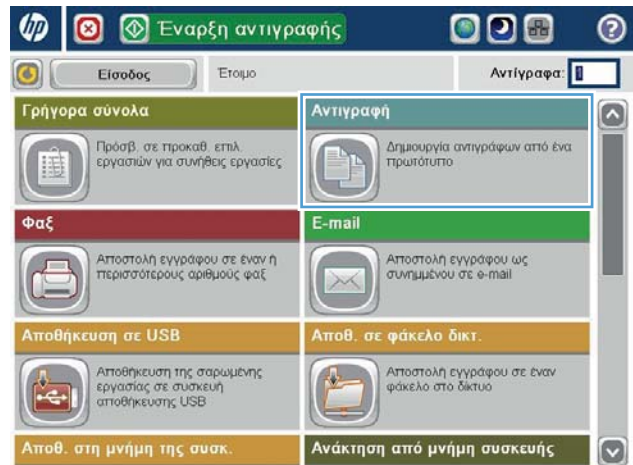 hp
Έναρξη αντιγραφής
?
Είσοδος
Έτοιμο
Αντίγραφα:
1
Γρήγορα σύνολα
Πρόσβ. σε προκαθ. επιλ.
εργασιών για συνήθεις εργασίες
Αντιγραφή
Δημιουργία αντιγράφων από ένα
πρωτότυπο
Φαξ
Αποστολή εγγράφου σε έναν ή
περισσότερους αριθμούς φαξ
E-mail
Αποστολή εγγράφου ως
συνημμένου σε e-mail
Αποθήκευση σε USB
Αποθήκευση της σαρωμένης
εργασίας σε συσκευή
αποθήκευσης USB
Αποθ. σε φάκελο δικτ.
Αποστολή εγγράφου σε έναν
φάκελο στο δίκτυο
Αποθ. στη μνήμη της συσκ.
Ανάκτηση από μνήμη συσκευής